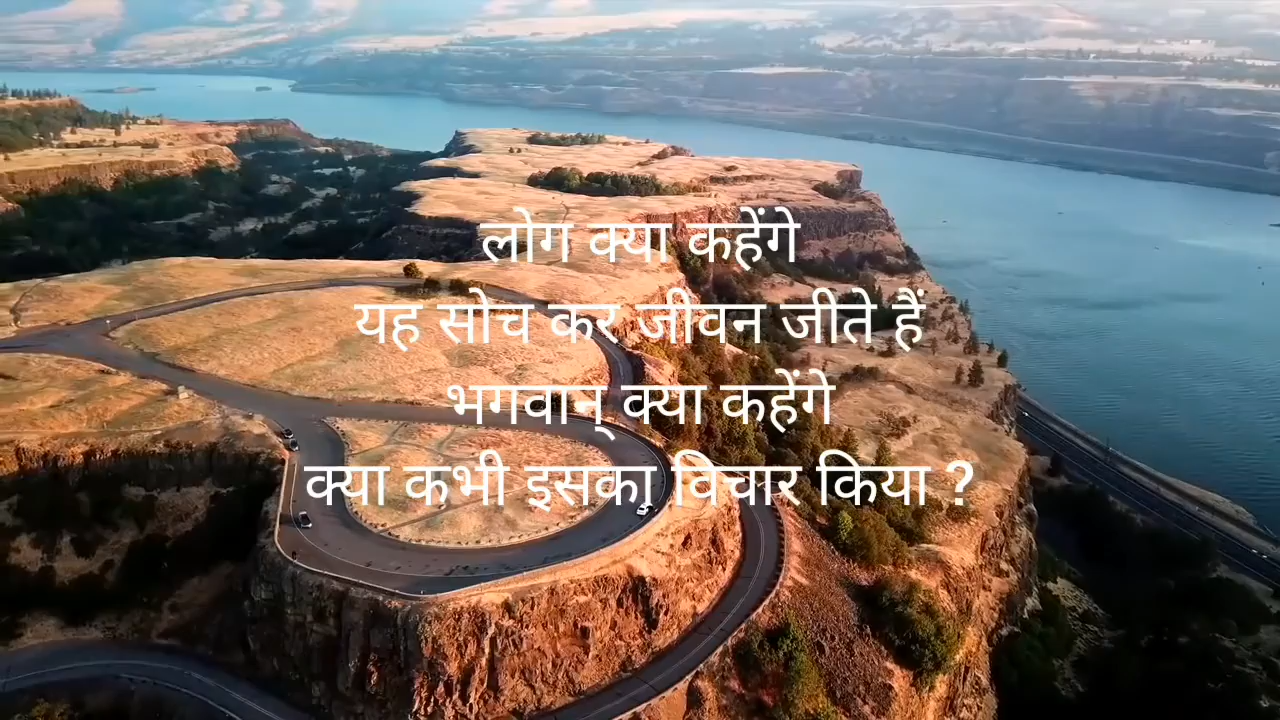 लोग क्या कहेंगे
यह सोच कर जीवन जीते हैं
भगवान् क्या कहेंगे
क्या कभी इसका विचार किया ?